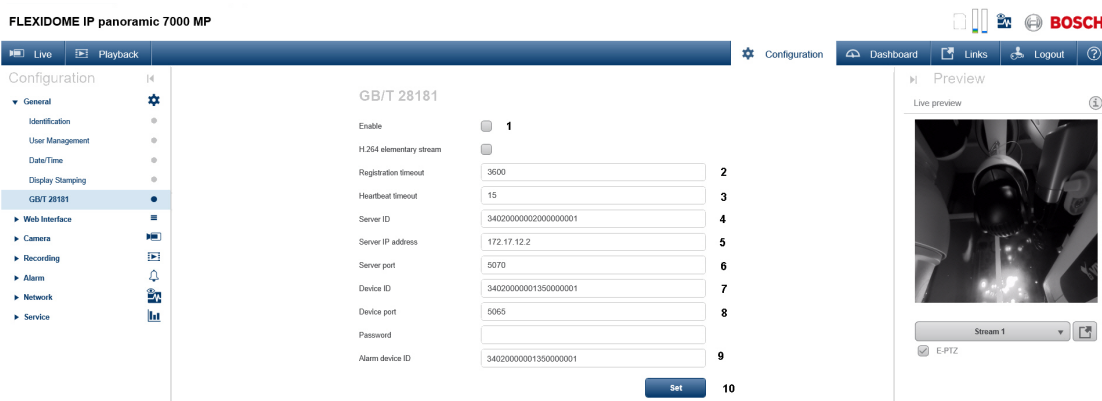 FLEXIDOME IP panoramic 7000 MP
BOSCH
Live Playback Configuration Dashboard Links Logout
Configuration
General
Identification
User Management
Date/Time
Display Stamping
GB/T 28181
Web Interface
Camera
Recording
Alarm
Network
Service
GB/T 28181
Enable 1
H.264 elementary stream
Registration timeout 3600 2
Heartbeat timeout 15 3
Server ID 34020000002000000001 4
Server IP address 172.17.12.2 5
Server port 5070 6
Device ID 34020000001350000001 7
Device port 5065 8
Password
Alarm device ID 34020000001350000001 9
Set 10
Preview
Live preview
Stream 1
E-PTZ